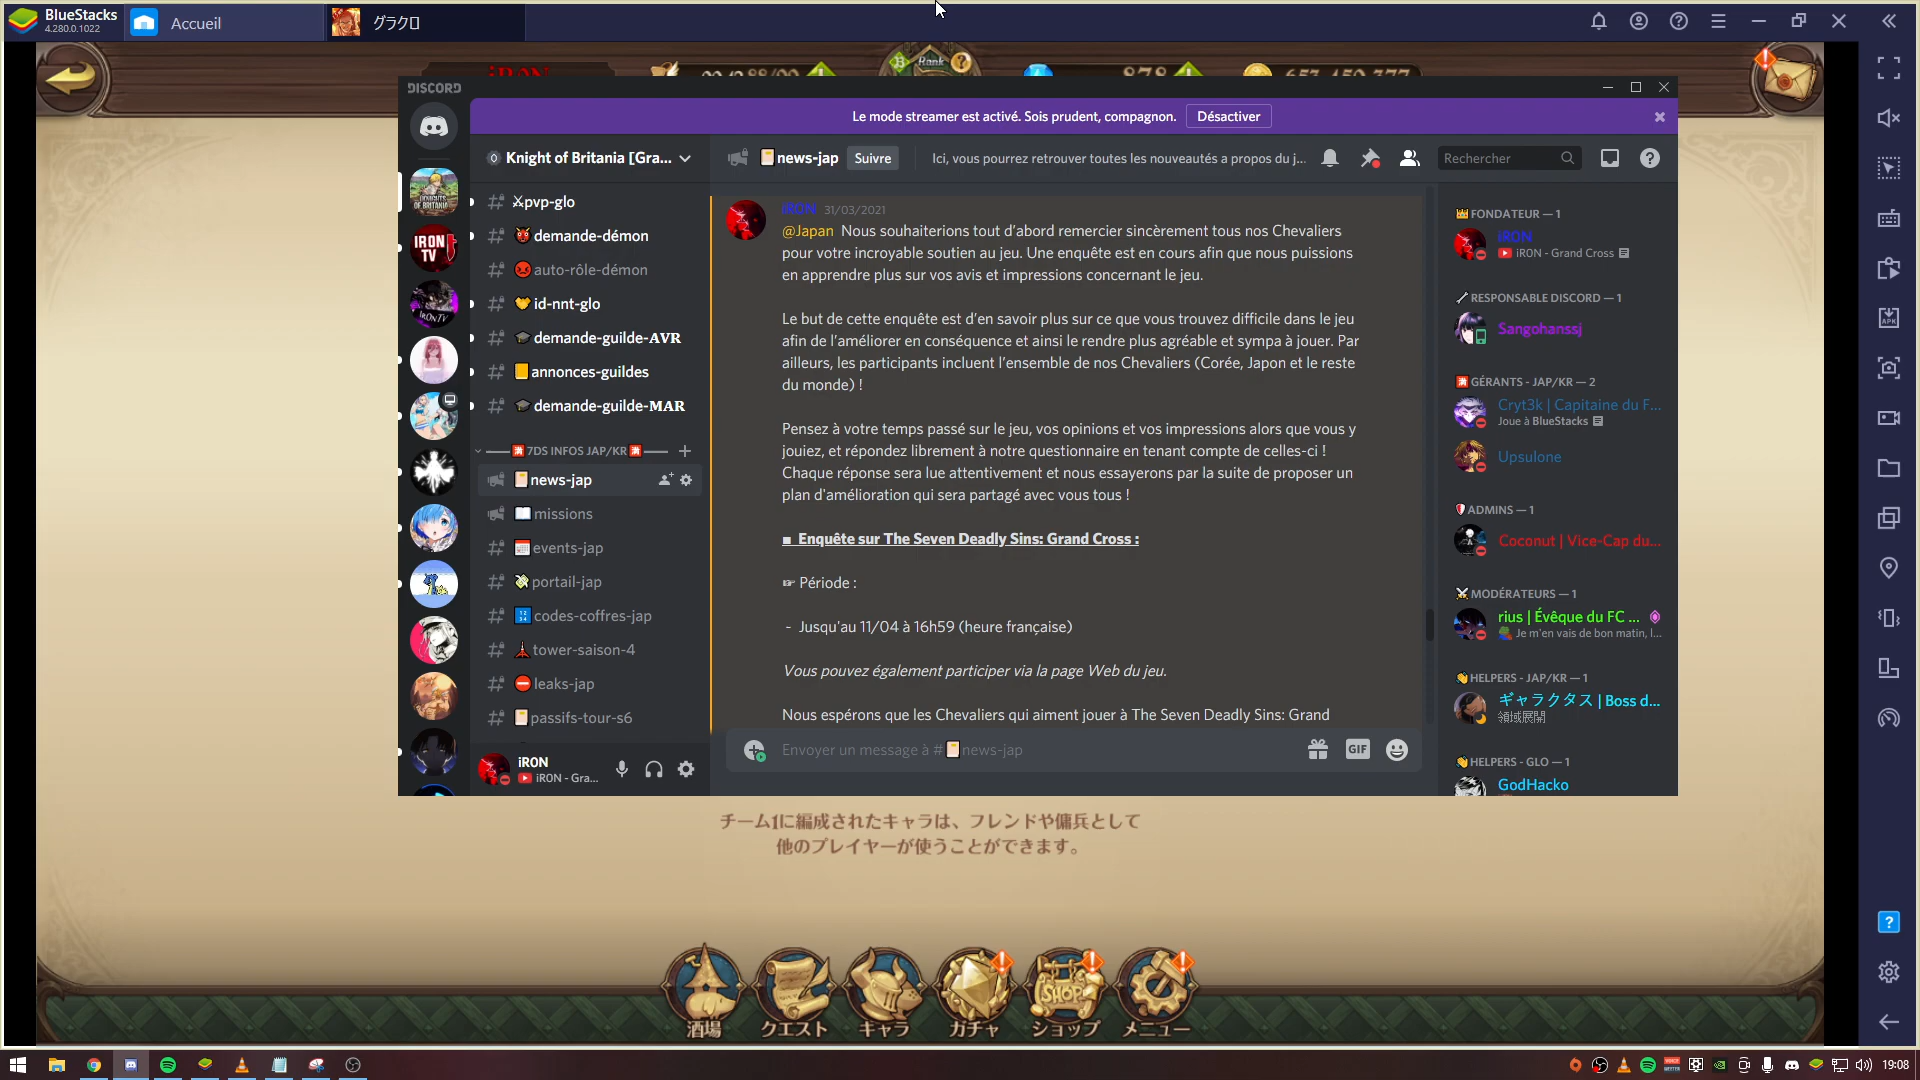 BlueStacks
4.280.0.1022
Accueil
グラクロ
Rank
DISCORD
Le mode streamer est activé. Sois prudent, compagnon.
Désactiver
Knight of Britania [Gra...
news-jap
Suivre
Ici, vous pourrez retrouver toutes les nouveautés a propos du j...
Rechercher
pvp-glo
demande-démon
auto-rôle-démon
id-nnt-glo
demande-guilde-AVR
annonces-guildes
demande-guilde-MAR
7DS INFOS JAP/KR
news-jap
missions
events-jap
portail-jap
codes-coffres-jap
tower-saison-4
leaks-jap
passifs-tour-s6
iRON
iRON - Gra...
IRON TV
iRON 31/03/2021
@Japan Nous souhaiterions tout d'abord remercier sincèrement tous nos Chevaliers
pour votre incroyable soutien au jeu. Une enquête est en cours afin que nous puissions
en apprendre plus sur vos avis et impressions concernant le jeu.
Le but de cette enquête est d'en savoir plus sur ce que vous trouvez difficile dans le jeu
afin de l'améliorer en conséquence et ainsi le rendre plus agréable et sympa à jouer. Par
ailleurs, les participants incluent l'ensemble de nos Chevaliers (Corée, Japon et le reste
du monde) !
Pensez à votre temps passé sur le jeu, vos opinions et vos impressions alors que vous y
jouiez, et répondez librement à notre questionnaire en tenant compte de celles-ci !
Chaque réponse sera lue attentivement et nous essayerons par la suite de proposer un
plan d'amélioration qui sera partagé avec vous tous !
■ Enquête sur The Seven Deadly Sins: Grand Cross :
☞ Période :
- Jusqu'au 11/04 à 16h59 (heure française)
Vous pouvez également participer via la page Web du jeu.
Nous espérons que les Chevaliers qui aiment jouer à The Seven Deadly Sins: Grand
Envoyer un message à # news-jap
GIF
FONDATEUR — 1
iRON
iRON - Grand Cross
RESPONSABLE DISCORD — 1
Sangohanssj
GÉRANTS - JAP/KR — 2
Cryt3k | Capitaine du F...
Joue à BlueStacks
Upsulone
ADMINS — 1
Coconut | Vice-Cap du...
MODÉRATEURS — 1
rius | Évêque du FC ...
Je m'en vais de bon matin, l...
HELPERS - JAP/KR — 1
ギャラクタス | Boss d...
領域展開
HELPERS - GLO — 1
GodHacko
チーム1に編成されたキャラは、フレンドや傭兵として
他のプレイヤーが使うことができます。
SHOP
酒場
クエスト
キャラ
ガチャ
ショップ
メニュー
19:08